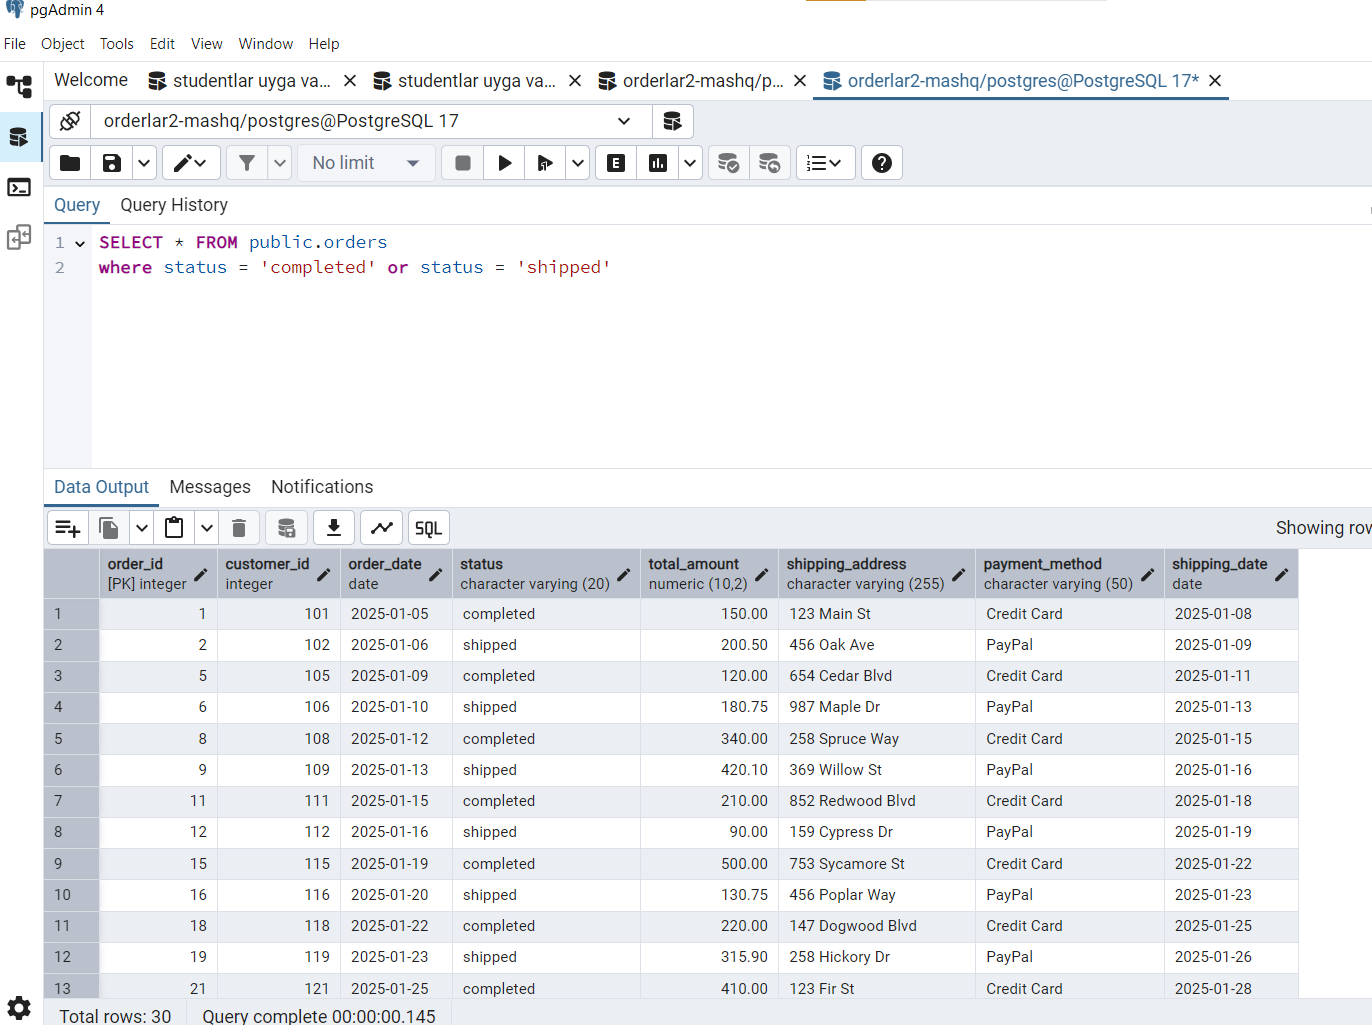 pgAdmin 4
File Object Tools Edit View Window Help
Welcome studentlar uyga va... studentlar uyga va... orderlar2-mashq/p... orderlar2-mashq/postgres@PostgreSQL 17*
orderlar2-mashq/postgres@PostgreSQL 17
No limit E
Query Query History
1 SELECT * FROM public.orders
2 where status = 'completed' or status = 'shipped'
Data Output Messages Notifications
SQL Showing row
order_id customer_id order_date status total_amount shipping_address payment_method shipping_date
[PK] integer integer date character varying (20) numeric (10,2) character varying (255) character varying (50) date
1 1 101 2025-01-05 completed 150.00 123 Main St Credit Card 2025-01-08
2 2 102 2025-01-06 shipped 200.50 456 Oak Ave PayPal 2025-01-09
3 5 105 2025-01-09 completed 120.00 654 Cedar Blvd Credit Card 2025-01-11
4 6 106 2025-01-10 shipped 180.75 987 Maple Dr PayPal 2025-01-13
5 8 108 2025-01-12 completed 340.00 258 Spruce Way Credit Card 2025-01-15
6 9 109 2025-01-13 shipped 420.10 369 Willow St PayPal 2025-01-16
7 11 111 2025-01-15 completed 210.00 852 Redwood Blvd Credit Card 2025-01-18
8 12 112 2025-01-16 shipped 90.00 159 Cypress Dr PayPal 2025-01-19
9 15 115 2025-01-19 completed 500.00 753 Sycamore St Credit Card 2025-01-22
10 16 116 2025-01-20 shipped 130.75 456 Poplar Way PayPal 2025-01-23
11 18 118 2025-01-22 completed 220.00 147 Dogwood Blvd Credit Card 2025-01-25
12 19 119 2025-01-23 shipped 315.90 258 Hickory Dr PayPal 2025-01-26
13 21 121 2025-01-25 completed 410.00 123 Fir St Credit Card 2025-01-28
Total rows: 30 Query complete 00:00:00.145